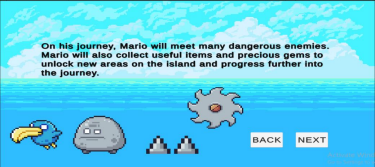 On his journey, Mario will meet many dangerous enemies.
Mario will also collect useful items and precious gems to
unlock new areas on the island and progress further into
the journey.
BACK NEXT